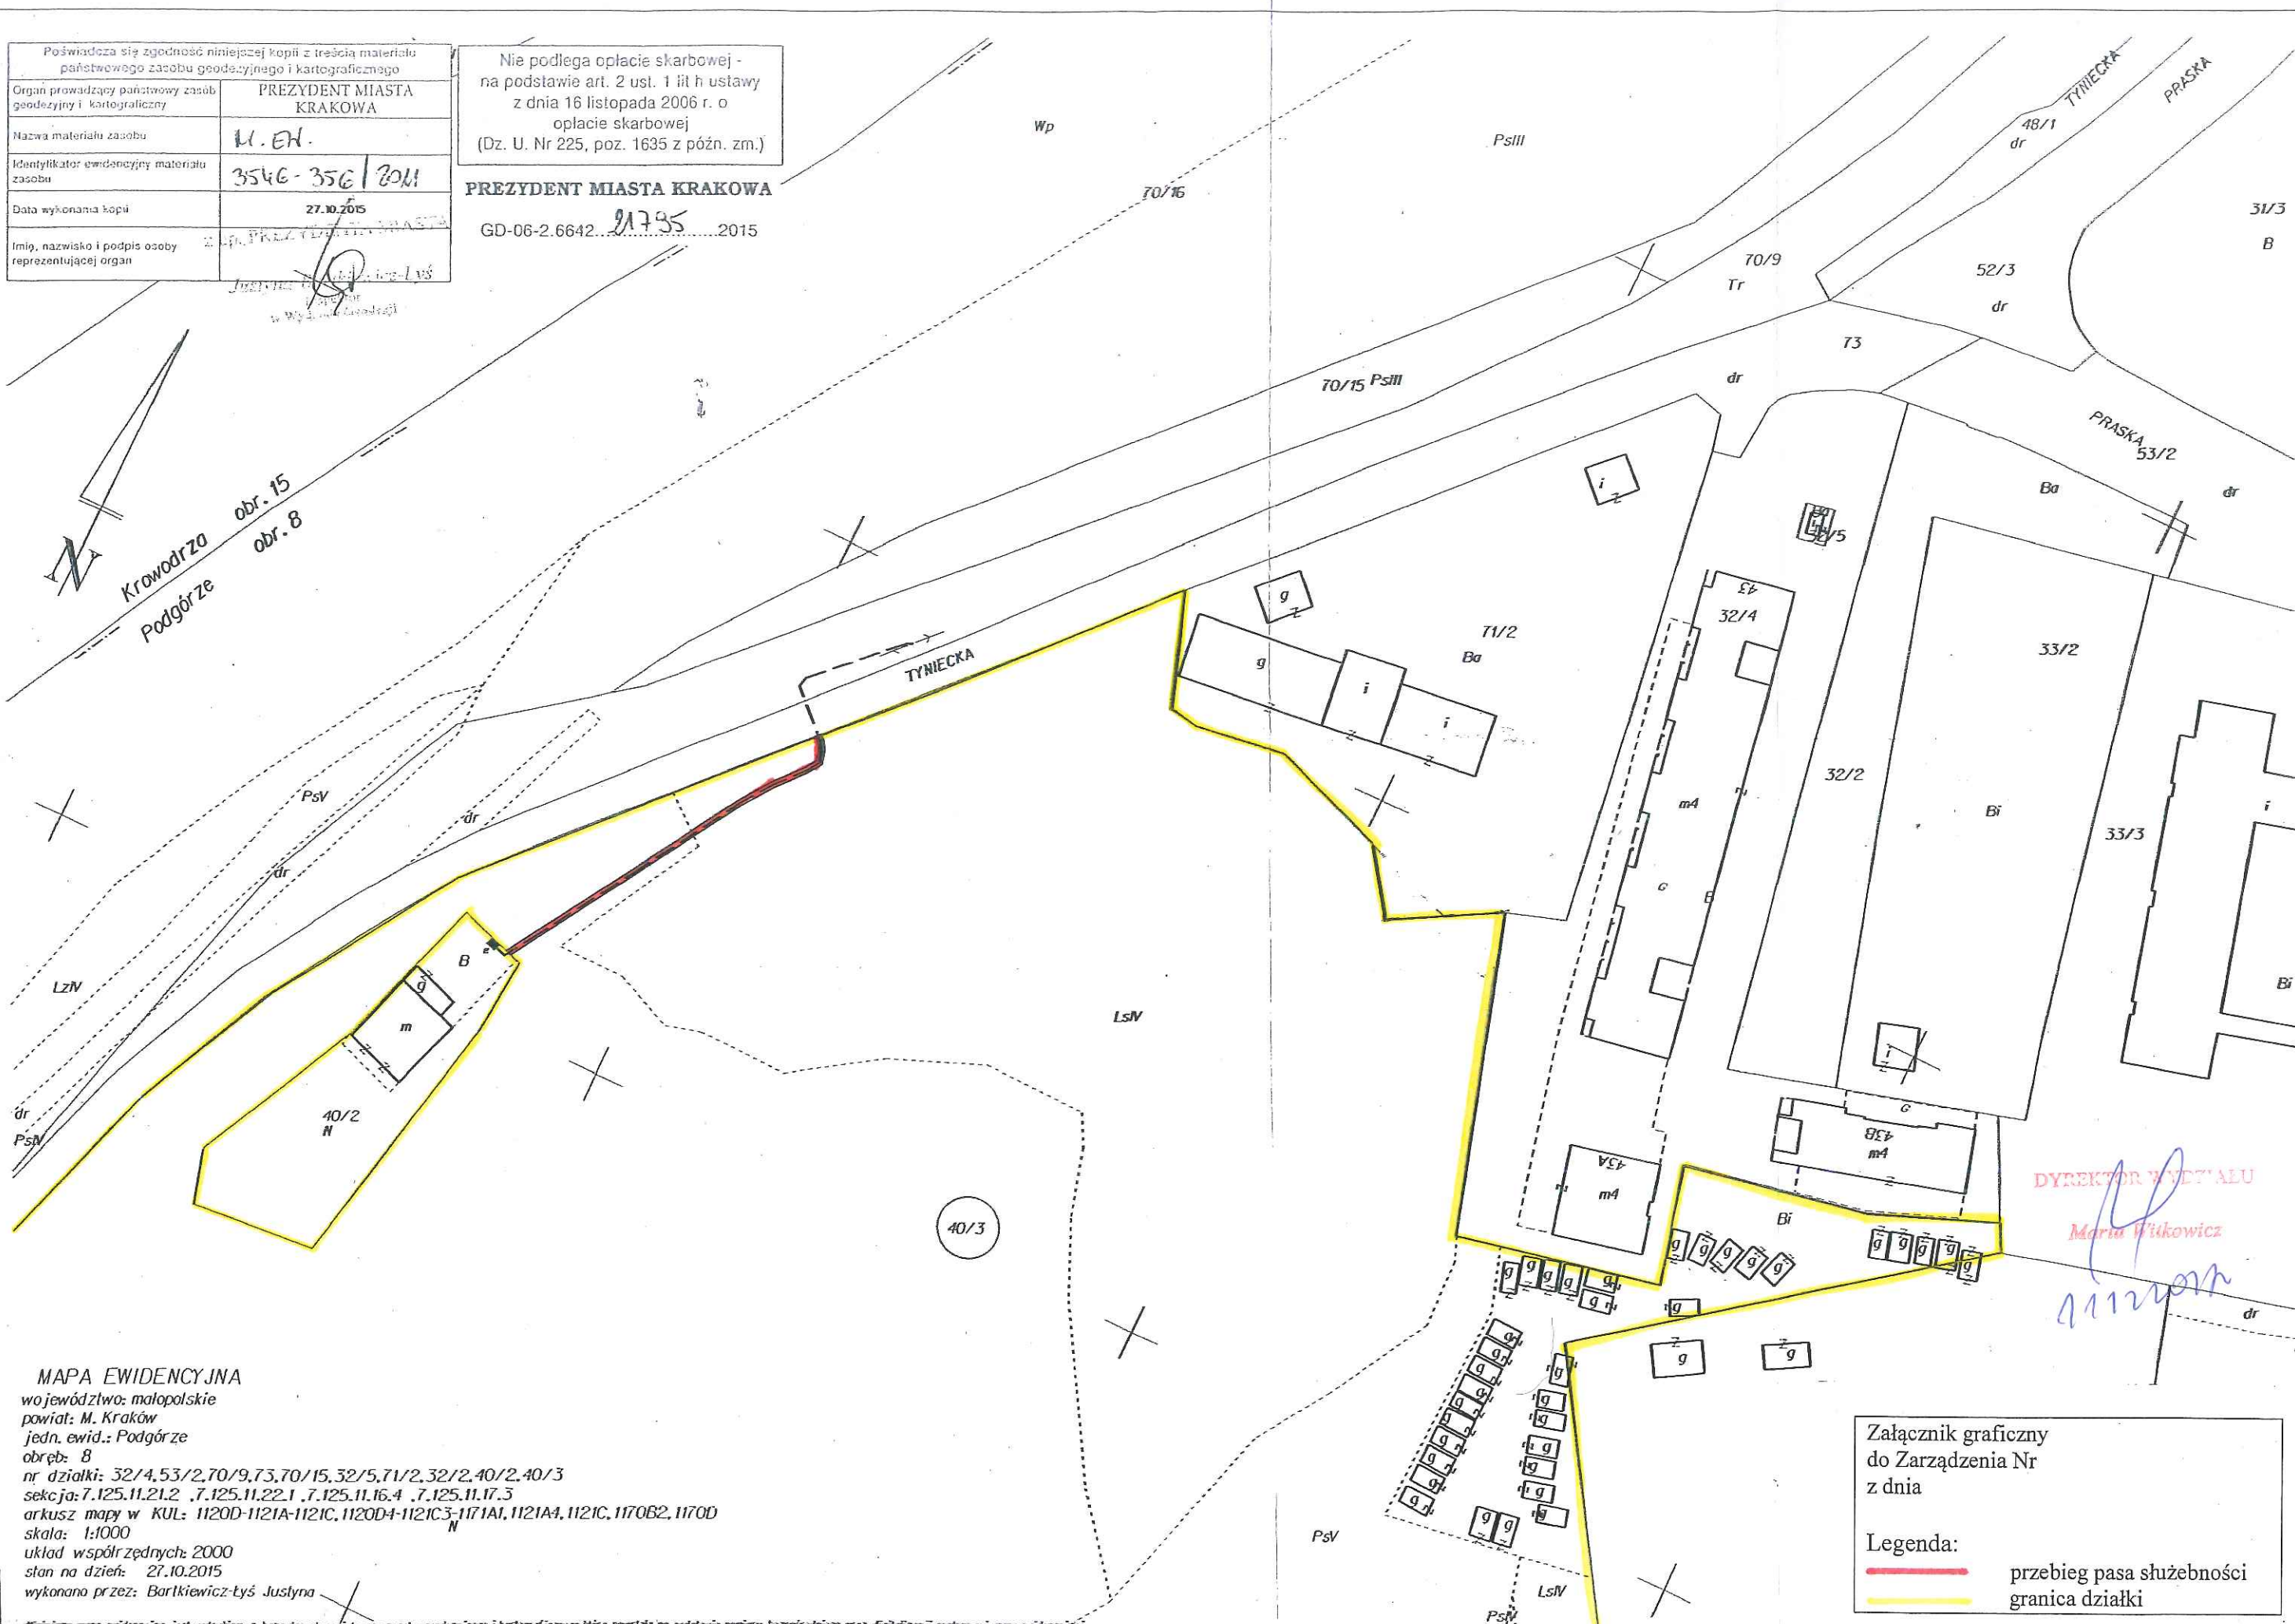 Poświadcza się zgodność niniejszej kopii z treścią materiału
państwowego zasobu geodezyjnego i kartograficznego
Organ prowadzący państwowy zasób
geodezyjny i kartograficzny
PREZYDENT MIASTA
KRAKOWA
Nazwa materiału zasobu
M. EW.
Identyfikator ewidencyjny materiału
zasobu
Data wykonania kopii
27.10.2015
Imię, nazwisko i podpis osoby
reprezentującej organ
Nie podlega opłacie skarbowej -
na podstawie art. 2 ust. 1 lit h ustawy
z dnia 16 listopada 2006 r. o
opłacie skarbowej
(Dz. U. Nr 225, poz. 1635 z późn. zm.)
PREZYDENT MIASTA KRAKOWA
GD-06-2.6642. 21795 2015
Wp
70/16
PsIII
TYNIECKA
PRASKA
48/1
dr
31/3
B
70/9
Tr
52/3
dr
73
dr
70/15 PsIII
PRASKA
53/2
dr
Ba
N
Krowodrza obr. 15
Podgórze obr. 8
TYNIECKA
71/2
Ba
g
g
i
i
i
43
32/4
33/2
32/2
Bi
33/3
i
Bi
m4
G
B
PsV
dr
dr
LzIV
dr
PsIV
B
e
g
m
40/2
N
LsIV
40/3
43A
m4
G
43B
m4
Bi
DYREKTOR WYDZIAŁU
Maria Witkowicz
dr
g
g
PsV
LsIV
PsIV
MAPA EWIDENCYJNA
województwo: małopolskie
powiat: M. Kraków
jedn. ewid.: Podgórze
obręb: 8
nr działki: 32/4,53/2,70/9,73,70/15,32/5,71/2,32/2,40/2,40/3
sekcja: 7.125.11.21.2 ,7.125.11.22.1 ,7.125.11.16.4 ,7.125.11.17.3
arkusz mapy w KUL: 1120D-1121A-1121C, 1120D4-1121C3-1171A1, 1121A4, 1121C, 1170B2, 1170D
skala: 1:1000
N
układ współrzędnych: 2000
stan na dzień: 27.10.2015
wykonano przez: Bartkiewicz-Łyś Justyna
Załącznik graficzny
do Zarządzenia Nr
z dnia
Legenda:
przebieg pasa służebności
granica działki